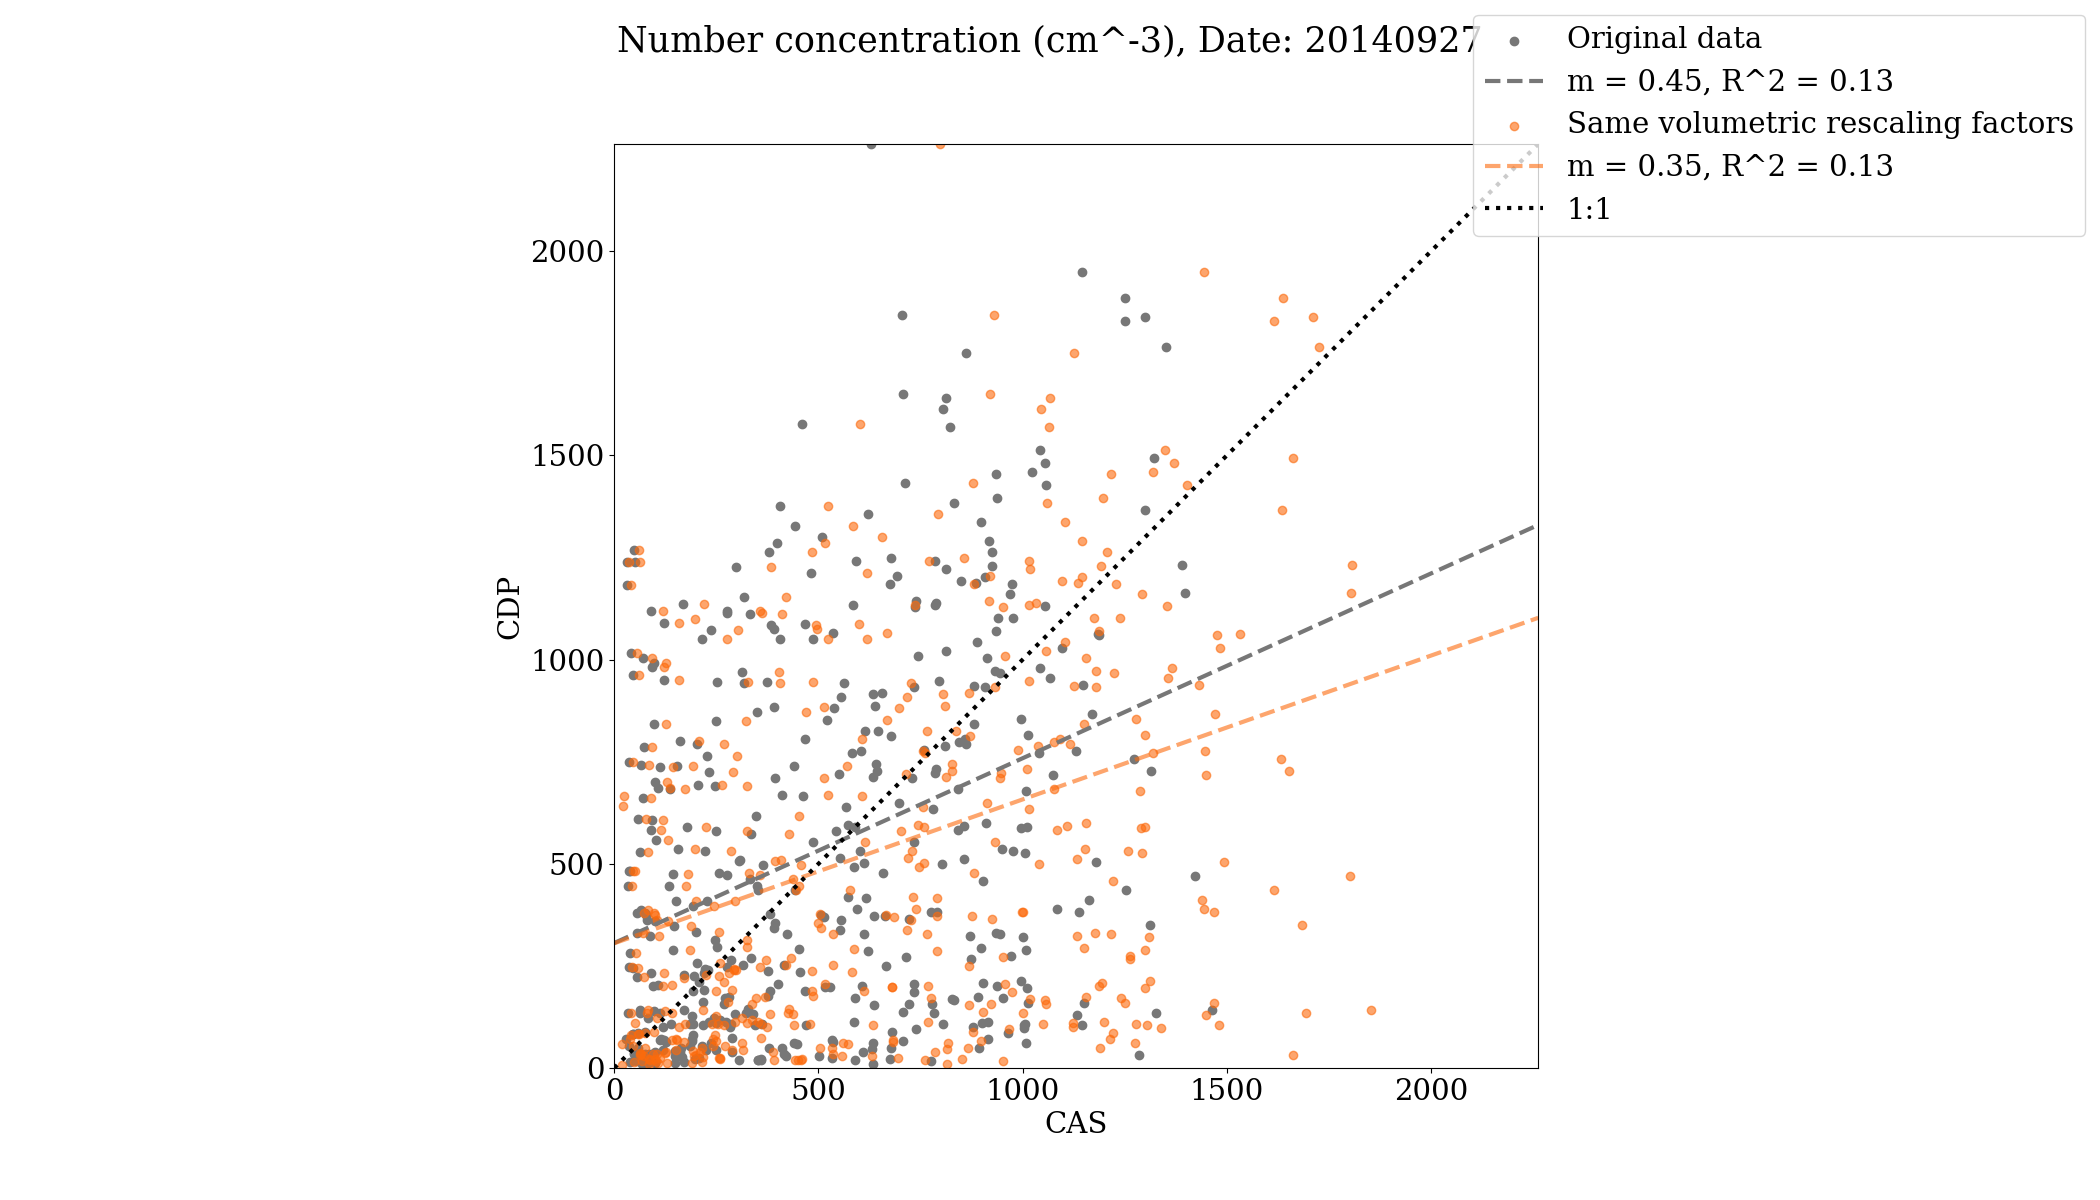 Number concentration (cm^-3), Date: 20140927
Original data
m = 0.45, R^2 = 0.13
Same volumetric rescaling factors
m = 0.35, R^2 = 0.13
1:1
2000
1500
1000
500
0
CDP
0 500 1000 1500 2000
CAS